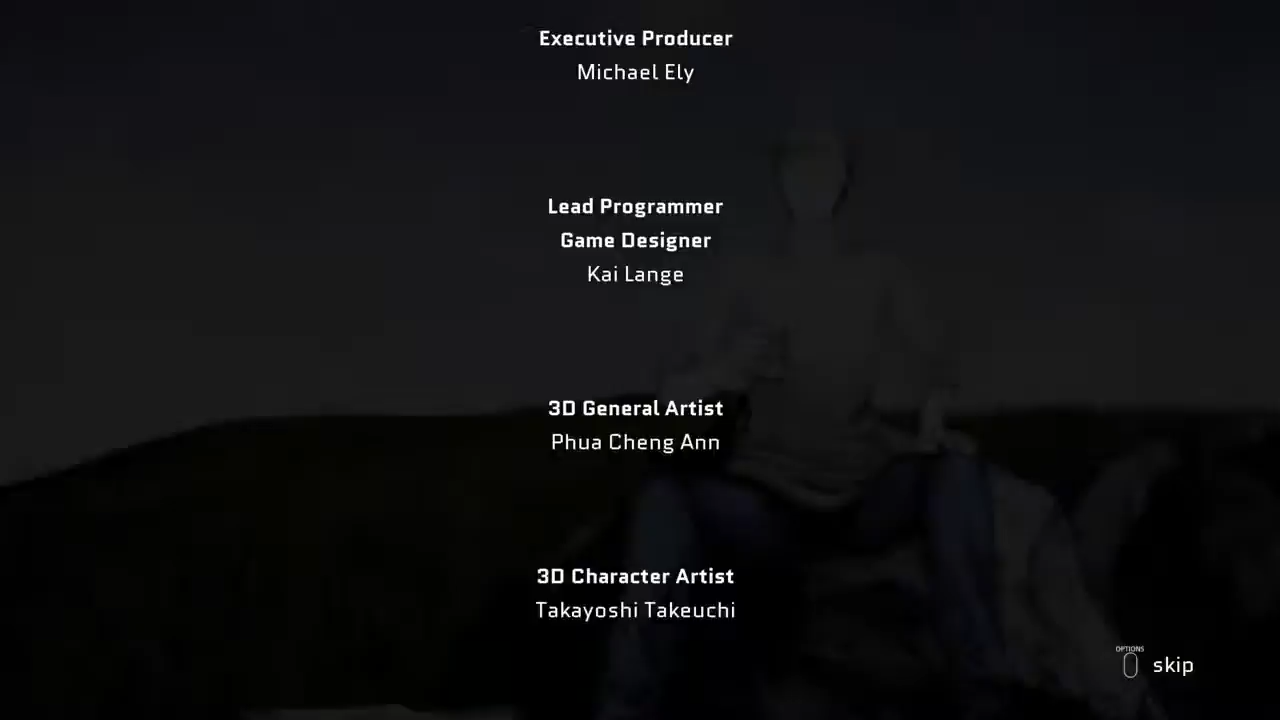 Executive Producer
Michael Ely
Lead Programmer
Game Designer
Kai Lange
3D General Artist
Phua Cheng Ann
3D Character Artist
Takayoshi Takeuchi
OPTIONS
skip